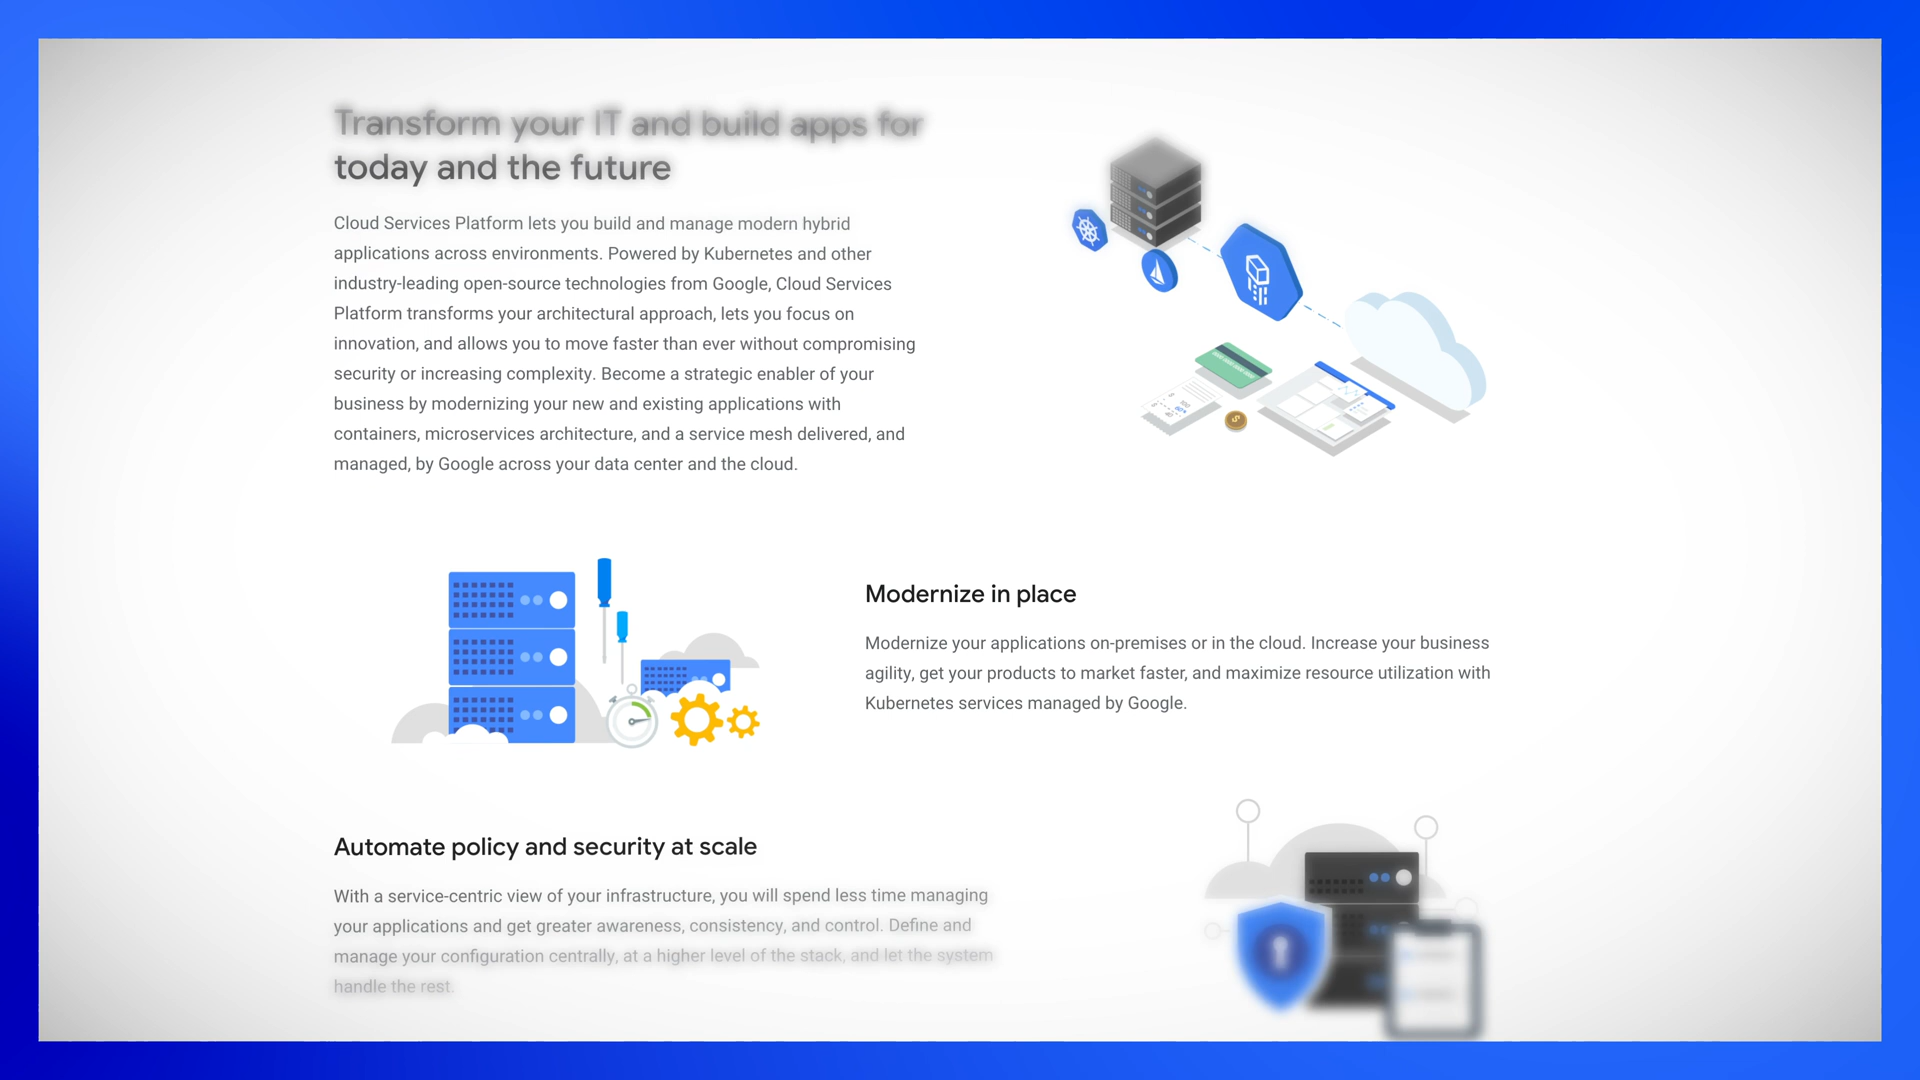 Transform your IT and build apps for
today and the future
Cloud Services Platform lets you build and manage modern hybrid
applications across environments. Powered by Kubernetes and other
industry-leading open-source technologies from Google, Cloud Services
Platform transforms your architectural approach, lets you focus on
innovation, and allows you to move faster than ever without compromising
security or increasing complexity. Become a strategic enabler of your
business by modernizing your new and existing applications with
containers, microservices architecture, and a service mesh delivered, and
managed, by Google across your data center and the cloud.
Modernize in place
Modernize your applications on-premises or in the cloud. Increase your business
agility, get your products to market faster, and maximize resource utilization with
Kubernetes services managed by Google.
Automate policy and security at scale
With a service-centric view of your infrastructure, you will spend less time managing
your applications and get greater awareness, consistency, and control. Define and
manage your configuration centrally, at a higher level of the stack, and let the system
handle the rest.